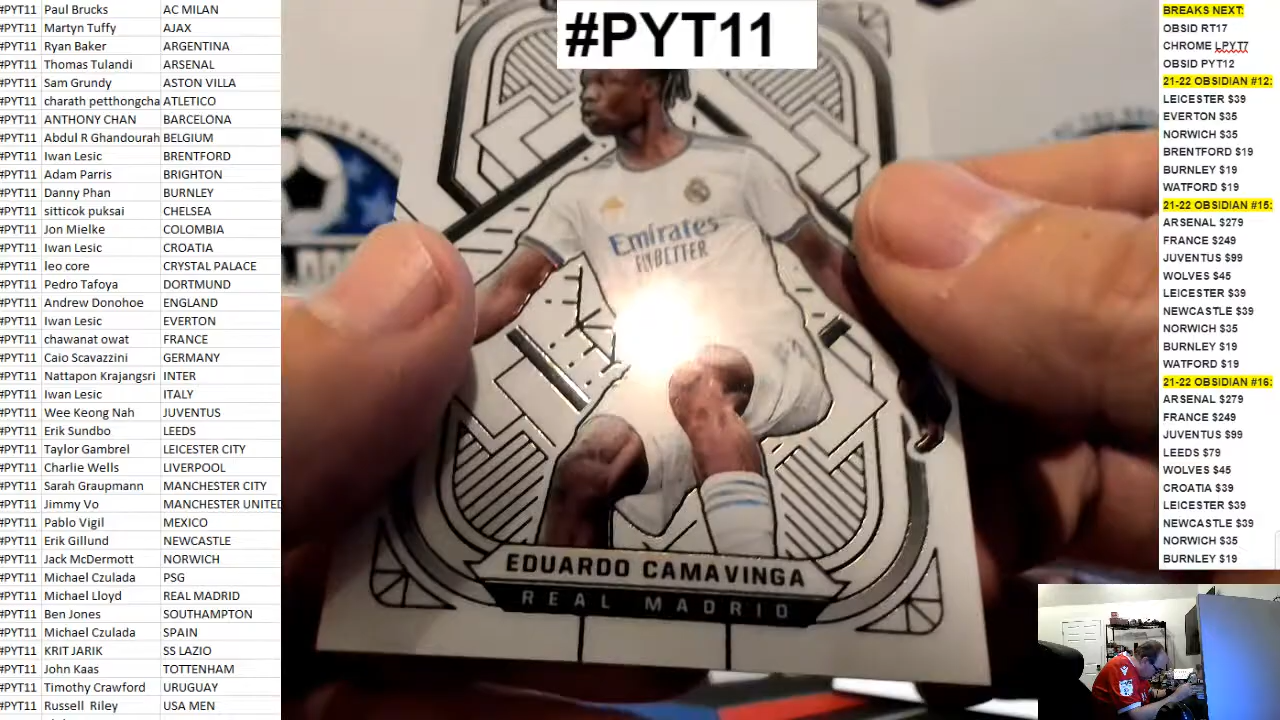 #PYT11 Paul Brucks AC MILAN
#PYT11 Martyn Tuffy AJAX
#PYT11 Ryan Baker ARGENTINA
#PYT11 Thomas Tulandi ARSENAL
#PYT11 Sam Grundy ASTON VILLA
#PYT11 charath petthongcha ATLETICO
#PYT11 ANTHONY CHAN BARCELONA
#PYT11 Abdul R Ghandourah BELGIUM
#PYT11 Iwan Lesic BRENTFORD
#PYT11 Adam Parris BRIGHTON
#PYT11 Danny Phan BURNLEY
#PYT11 sitticok puksai CHELSEA
#PYT11 Jon Mielke COLOMBIA
#PYT11 Iwan Lesic CROATIA
#PYT11 leo core CRYSTAL PALACE
#PYT11 Pedro Tafoya DORTMUND
#PYT11 Andrew Donohoe ENGLAND
#PYT11 Iwan Lesic EVERTON
#PYT11 chawanat owat FRANCE
#PYT11 Caio Scavazzini GERMANY
#PYT11 Nattapon Krajangsri INTER
#PYT11 Iwan Lesic ITALY
#PYT11 Wee Keong Nah JUVENTUS
#PYT11 Erik Sundbo LEEDS
#PYT11 Taylor Gambrel LEICESTER CITY
#PYT11 Charlie Wells LIVERPOOL
#PYT11 Sarah Graupmann MANCHESTER CITY
#PYT11 Jimmy Vo MANCHESTER UNITED
#PYT11 Pablo Vigil MEXICO
#PYT11 Erik Gillund NEWCASTLE
#PYT11 Jack McDermott NORWICH
#PYT11 Michael Czulada PSG
#PYT11 Michael Lloyd REAL MADRID
#PYT11 Ben Jones SOUTHAMPTON
#PYT11 Michael Czulada SPAIN
#PYT11 KRIT JARIK SS LAZIO
#PYT11 John Kaas TOTTENHAM
#PYT11 Timothy Crawford URUGUAY
#PYT11 Russell Riley USA MEN
#PYT11
Emirates
FLY BETTER
EDUARDO CAMAVINGA
REAL MADRID
BREAKS NEXT:
OBSID RT17
CHROME LPYT7
OBSID PYT12
21-22 OBSIDIAN #12:
LEICESTER $39
EVERTON $35
NORWICH $35
BRENTFORD $19
BURNLEY $19
WATFORD $19
21-22 OBSIDIAN #15:
ARSENAL $279
FRANCE $249
JUVENTUS $99
WOLVES $45
LEICESTER $39
NEWCASTLE $39
NORWICH $35
BURNLEY $19
WATFORD $19
21-22 OBSIDIAN #16:
ARSENAL $279
FRANCE $249
JUVENTUS $99
LEEDS $79
WOLVES $45
CROATIA $39
LEICESTER $39
NEWCASTLE $39
NORWICH $35
BURNLEY $19